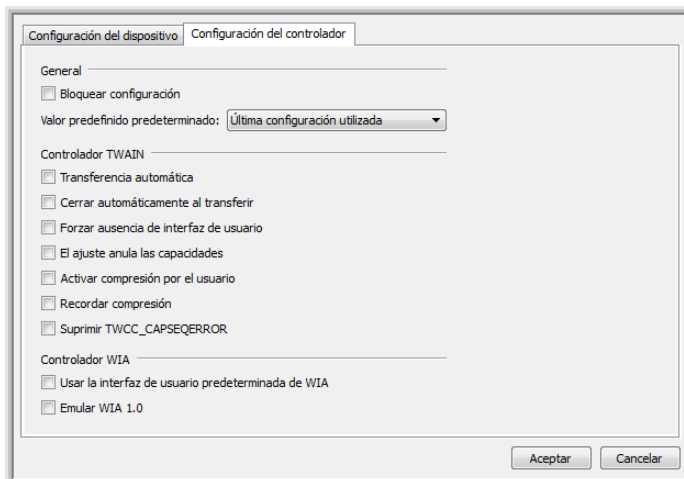 Configuración del dispositivo Configuración del controlador
General
Bloquear configuración
Valor predefinido predeterminado: Última configuración utilizada
Controlador TWAIN
Transferencia automática
Cerrar automáticamente al transferir
Forzar ausencia de interfaz de usuario
El ajuste anula las capacidades
Activar compresión por el usuario
Recordar compresión
Suprimir TWCC_CAPSEQERROR
Controlador WIA
Usar la interfaz de usuario predeterminada de WIA
Emular WIA 1.0
Aceptar Cancelar